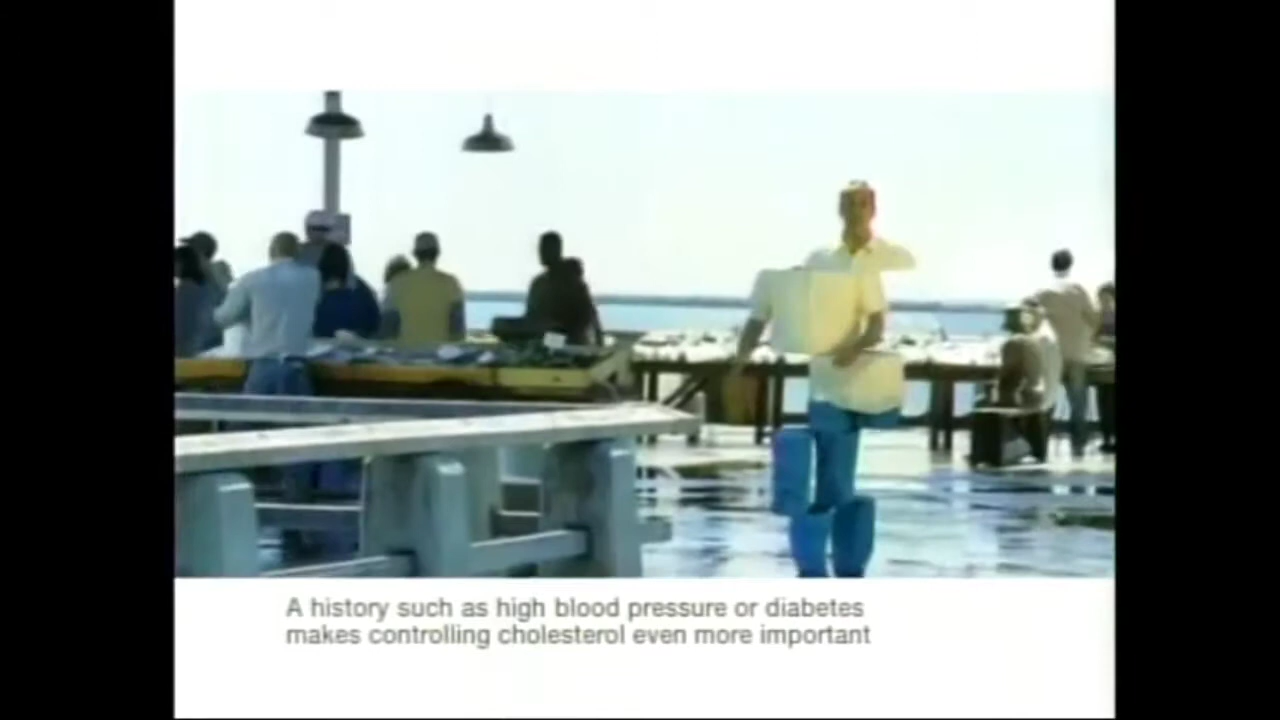 A history such as high blood pressure or diabetes
makes controlling cholesterol even more important